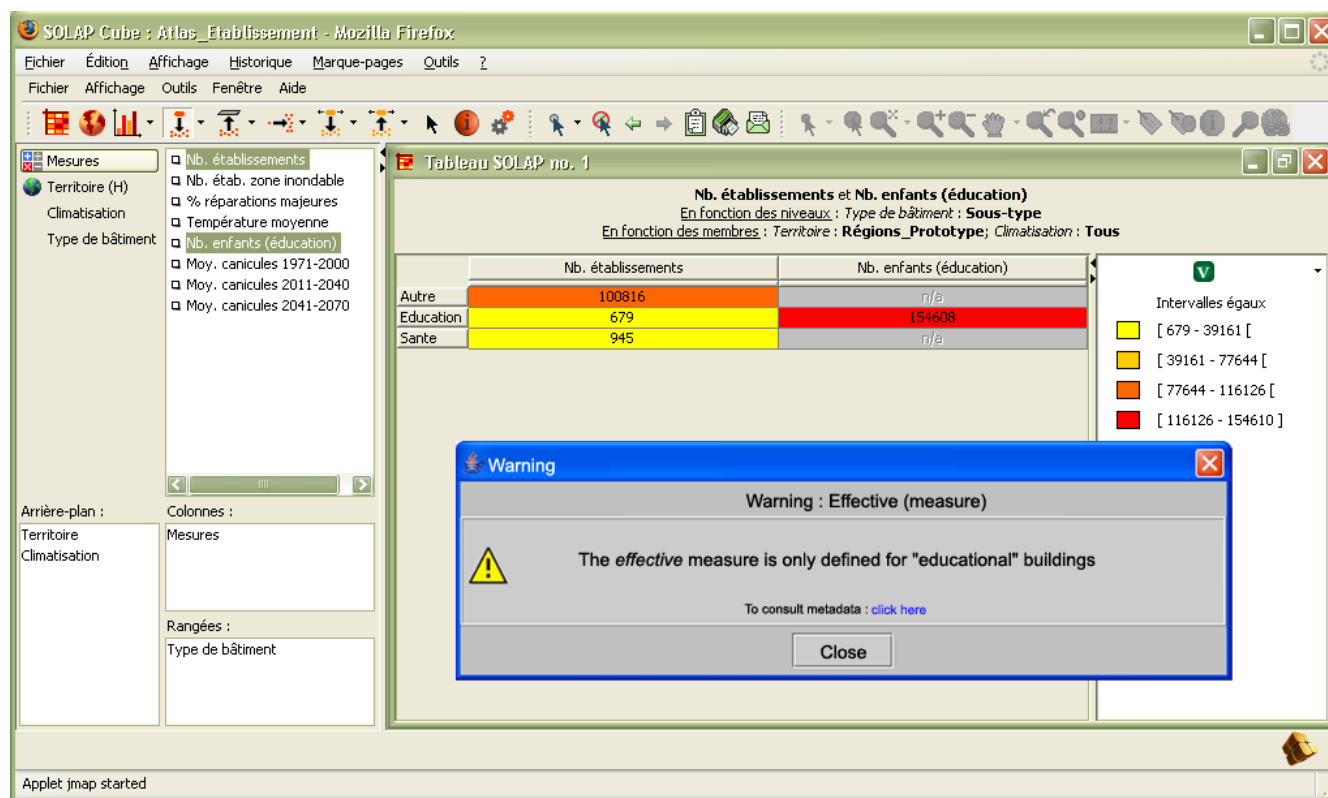 SOLAP Cube : Atlas_Etablissement - Mozilla Firefox
Fichier Édition Affichage Historique Marque-pages Outils ?
Fichier Affichage Outils Fenêtre Aide
Mesures
Territoire (H)
Climatisation
Type de bâtiment
Nb. établissements
Nb. étab. zone inondable
% réparations majeures
Température moyenne
Nb. enfants (éducation)
Moy. canicules 1971-2000
Moy. canicules 2011-2040
Moy. canicules 2041-2070
Arrière-plan :
Territoire
Climatisation
Colonnes :
Mesures
Rangées :
Type de bâtiment
Tableau SOLAP no. 1
Nb. établissements et Nb. enfants (éducation)
En fonction des niveaux : Type de bâtiment : Sous-type
En fonction des membres : Territoire : Régions_Prototype; Climatisation : Tous
Nb. établissements Nb. enfants (éducation)
Autre 100816 n/a
Education 679 154608
Sante 945 n/a
V
Intervalles égaux
[ 679 - 39161 [
[ 39161 - 77644 [
[ 77644 - 116126 [
[ 116126 - 154610 ]
Warning
Warning : Effective (measure)
The effective measure is only defined for "educational" buildings
To consult metadata : click here
Close
Applet jmap started